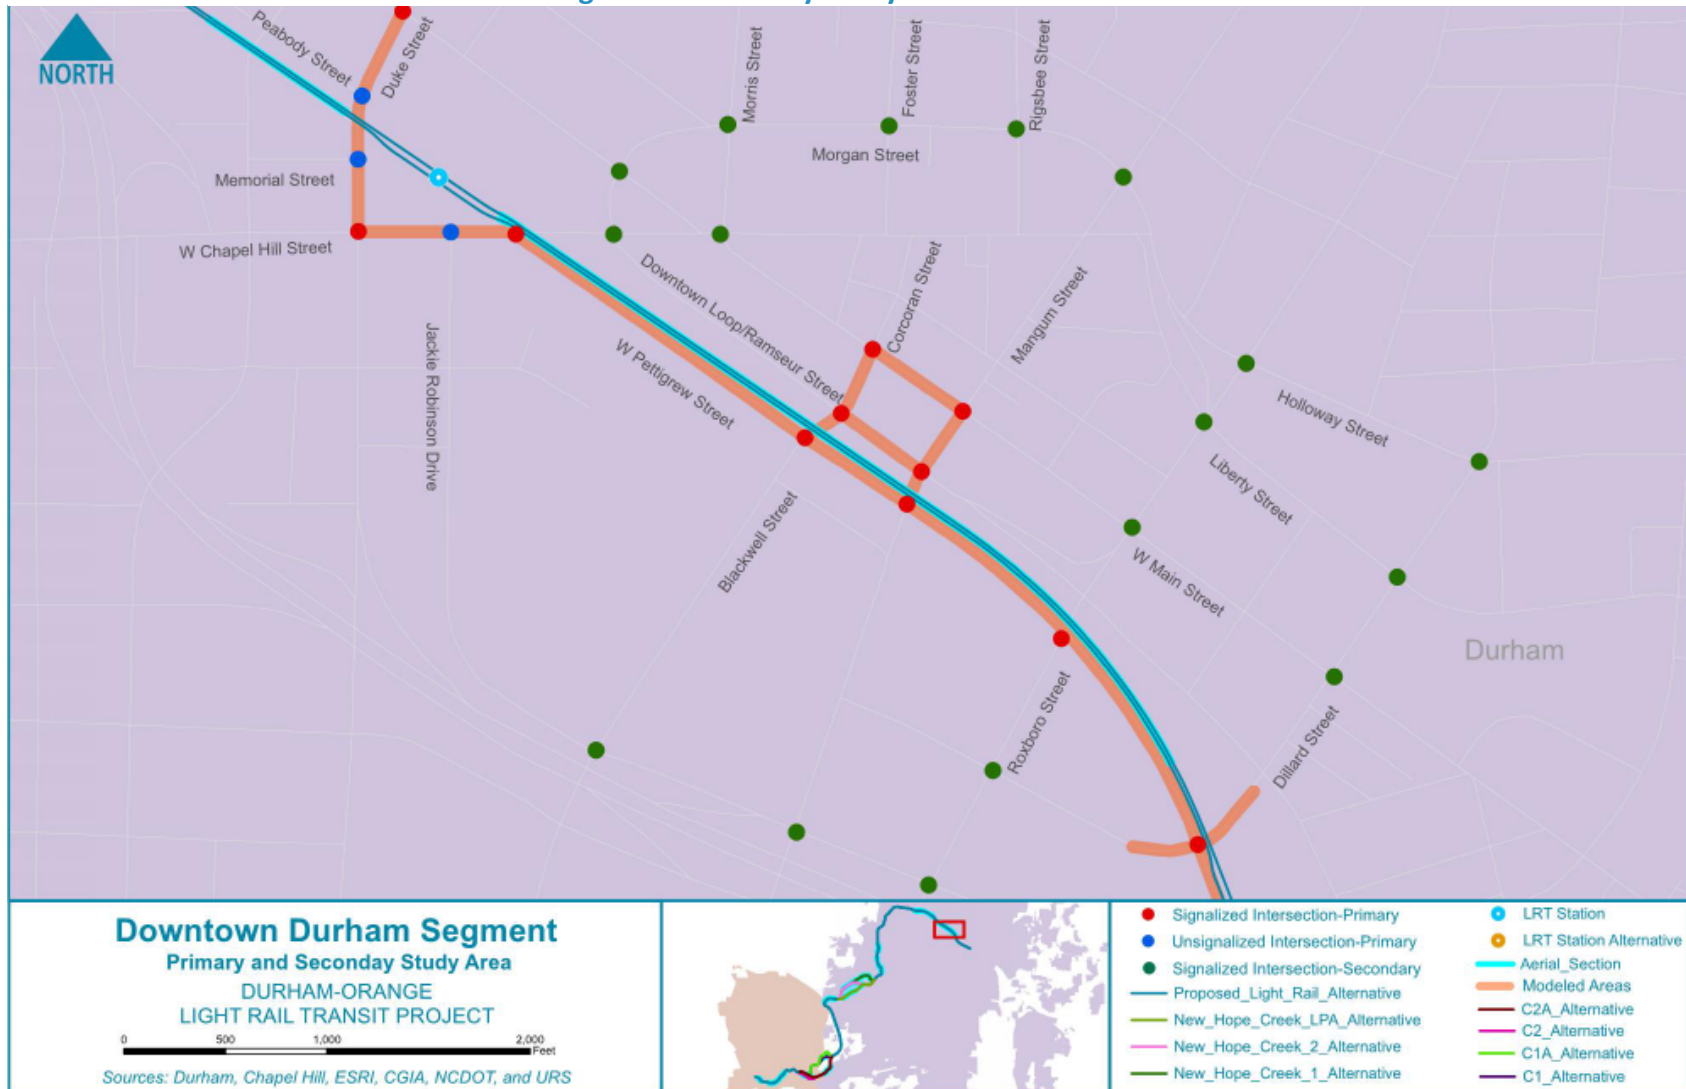 NORTH
Peabody Street
Duke Street
Morris Street
Foster Street
Rigsbee Street
Morgan Street
Memorial Street
W Chapel Hill Street
Downtown Loop/Ramseur Street
Corcoran Street
Mangum Street
Jackie Robinson Drive
W Pettigrew Street
Holloway Street
Liberty Street
Blackwell Street
W Main Street
Durham
Roxboro Street
Dillard Street
Downtown Durham Segment
Primary and Seconday Study Area
DURHAM-ORANGE
LIGHT RAIL TRANSIT PROJECT
0 500 1,000 2,000
Feet
Sources: Durham, Chapel Hill, ESRI, CGIA, NCDOT, and URS
Signalized Intersection-Primary
Unsignalized Intersection-Primary
Signalized Intersection-Secondary
Proposed_Light_Rail_Alternative
New_Hope_Creek_LPA_Alternative
New_Hope_Creek_2_Alternative
New_Hope_Creek_1_Alternative
LRT Station
LRT Station Alternative
Aerial_Section
Modeled Areas
C2A_Alternative
C2_Alternative
C1A_Alternative
C1_Alternative